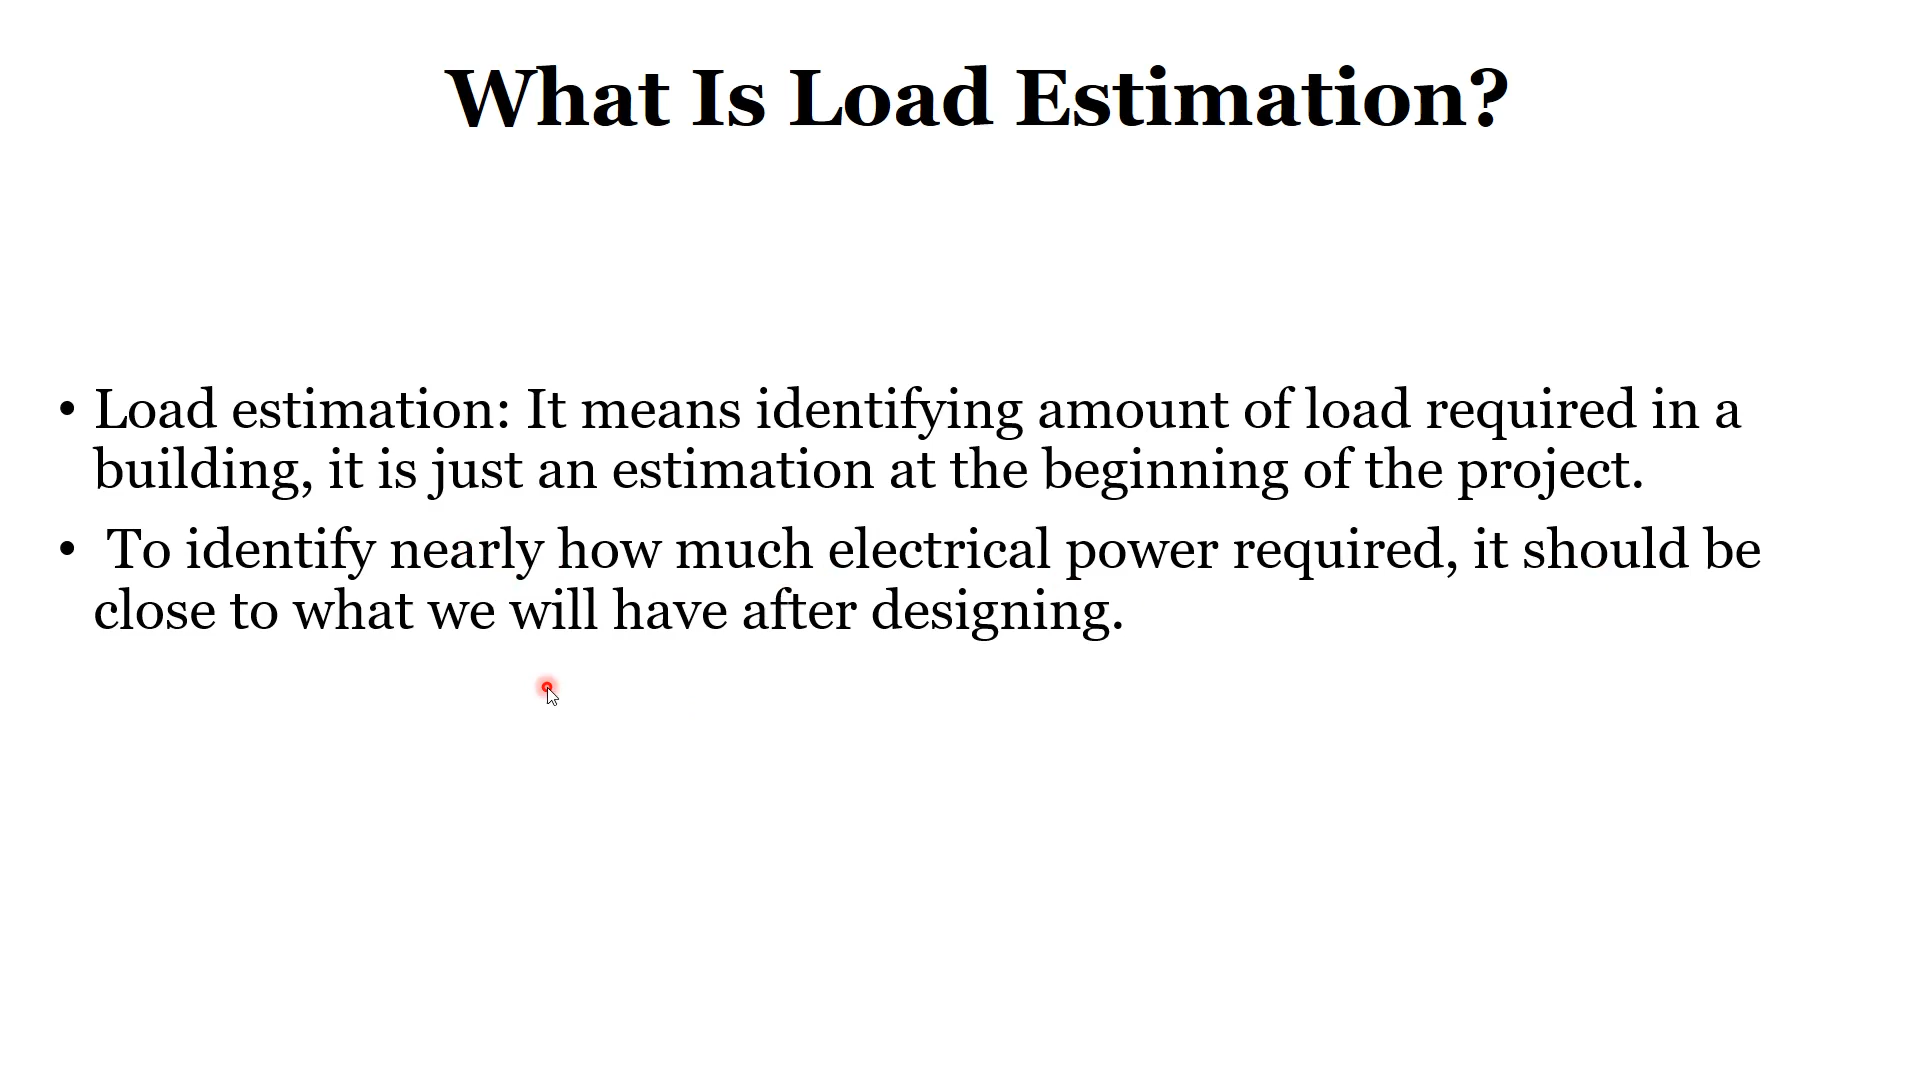 What Is Load Estimation?
• Load estimation: It means identifying amount of load required in a
building, it is just an estimation at the beginning of the project.
• To identify nearly how much electrical power required, it should be
close to what we will have after designing.